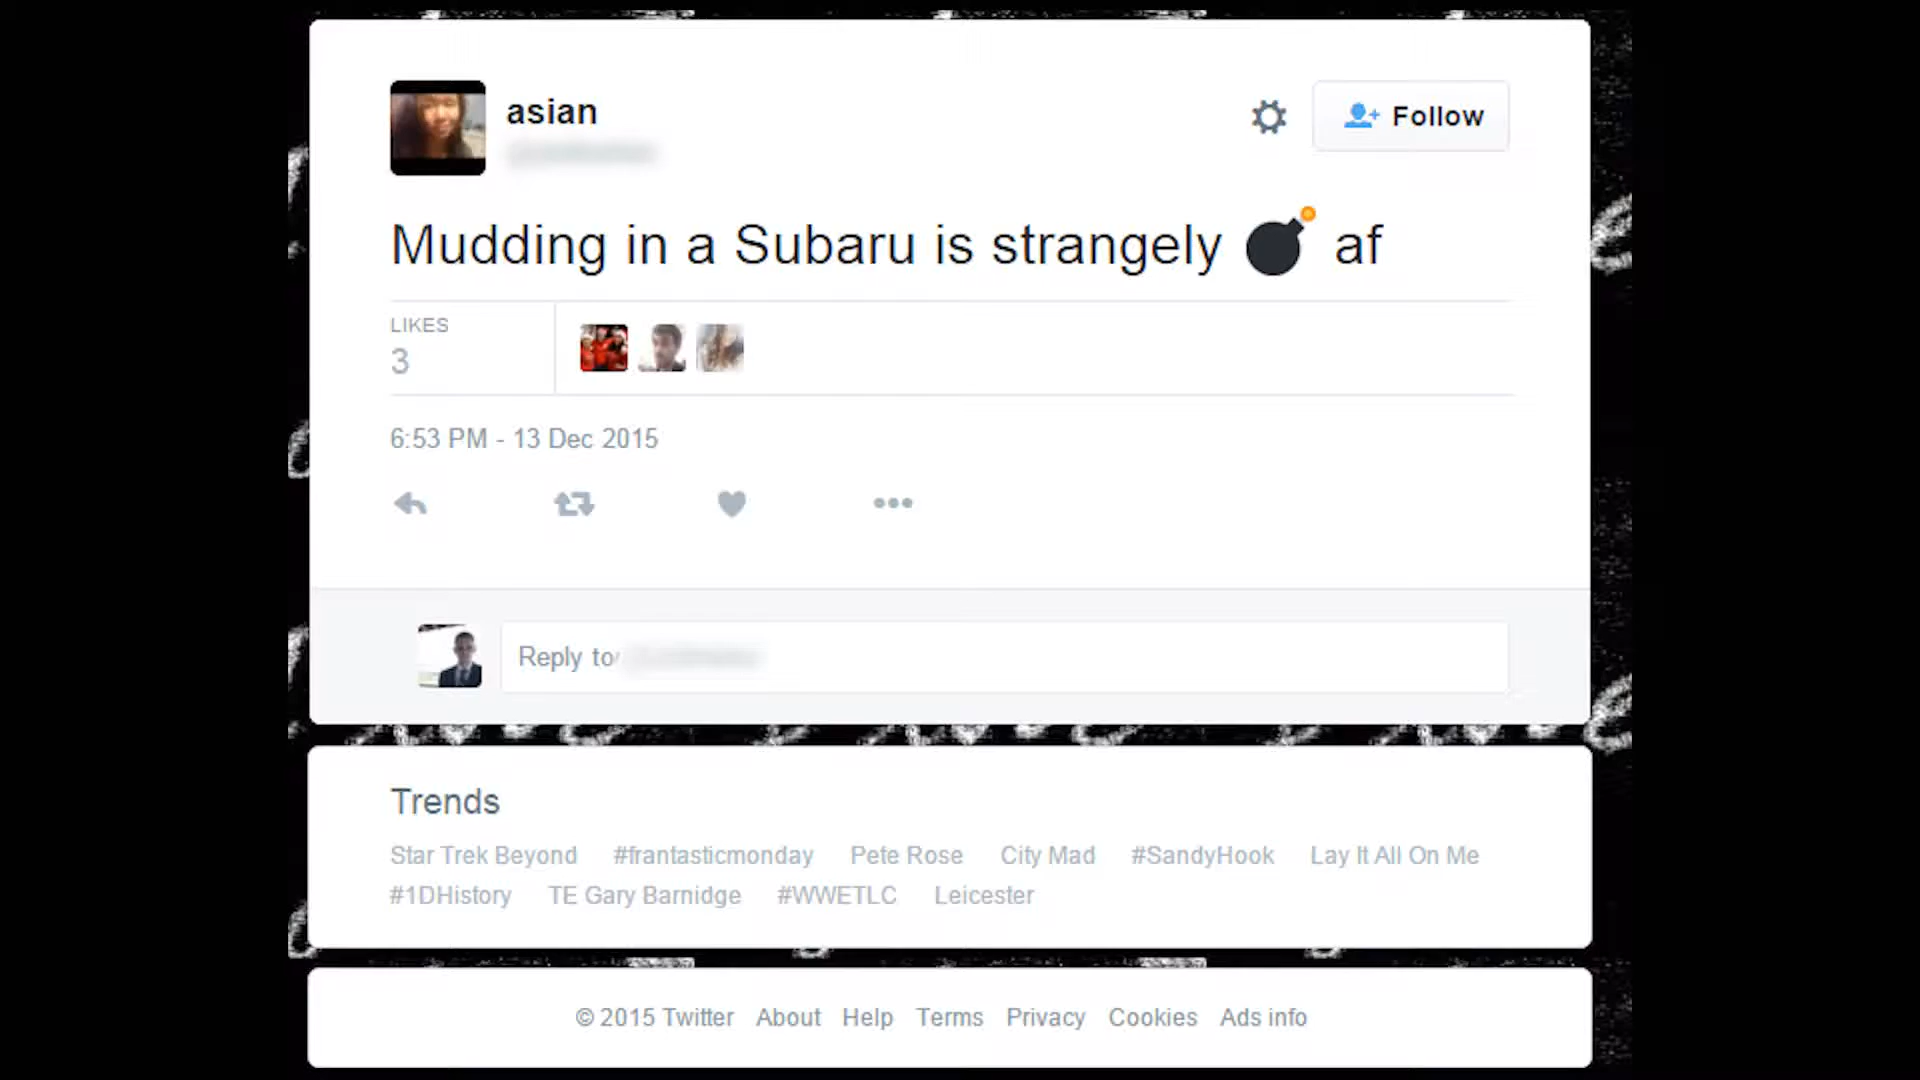 asian
Follow
Mudding in a Subaru is strangely 💣 af
LIKES
3
6:53 PM - 13 Dec 2015
Reply to
Trends
Star Trek Beyond #frantasticmonday Pete Rose City Mad #SandyHook Lay It All On Me
#1DHistory TE Gary Barnidge #WWETLC Leicester
© 2015 Twitter About Help Terms Privacy Cookies Ads info